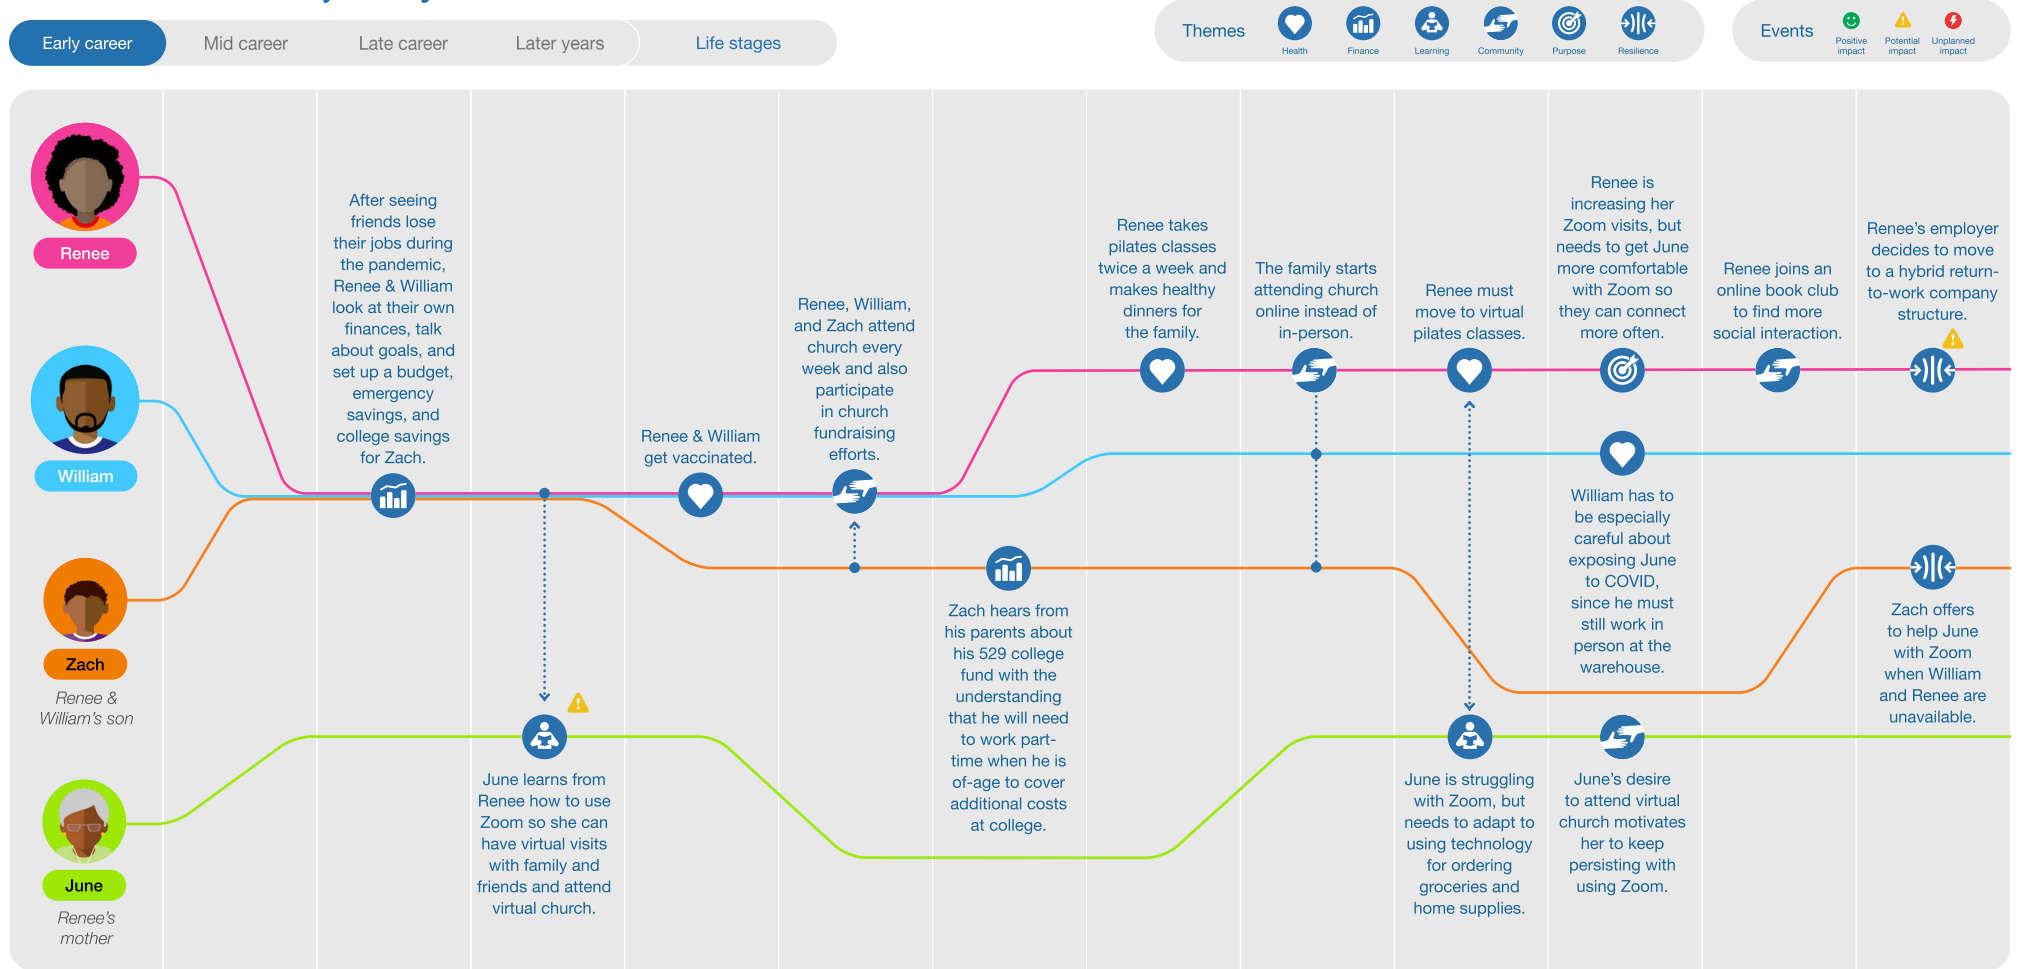 Early career
Mid career
Late career
Later years
Life stages
Themes
Health
Finance
Learning
Community
Purpose
Resilience
Events
Positive
impact
Potential
impact
Unplanned
impact
Renee
William
Zach
Renee &
William's son
June
Renee's
mother
After seeing
friends lose
their jobs during
the pandemic,
Renee & William
look at their own
finances, talk
about goals, and
set up a budget,
emergency
savings, and
college savings
for Zach.
June learns from
Renee how to use
Zoom so she can
have virtual visits
with family and
friends and attend
virtual church.
Renee & William
get vaccinated.
Renee, William,
and Zach attend
church every
week and also
participate
in church
fundraising
efforts.
Zach hears from
his parents about
his 529 college
fund with the
understanding
that he will need
to work part-
time when he is
of-age to cover
additional costs
at college.
Renee takes
pilates classes
twice a week and
makes healthy
dinners for
the family.
The family starts
attending church
online instead of
in-person.
Renee must
move to virtual
pilates classes.
June is struggling
with Zoom, but
needs to adapt to
using technology
for ordering
groceries and
home supplies.
Renee is
increasing her
Zoom visits, but
needs to get June
more comfortable
with Zoom so
they can connect
more often.
William has to
be especially
careful about
exposing June
to COVID,
since he must
still work in
person at the
warehouse.
June's desire
to attend virtual
church motivates
her to keep
persisting with
using Zoom.
Renee joins an
online book club
to find more
social interaction.
Renee's employer
decides to move
to a hybrid return-
to-work company
structure.
Zach offers
to help June
with Zoom
when William
and Renee are
unavailable.